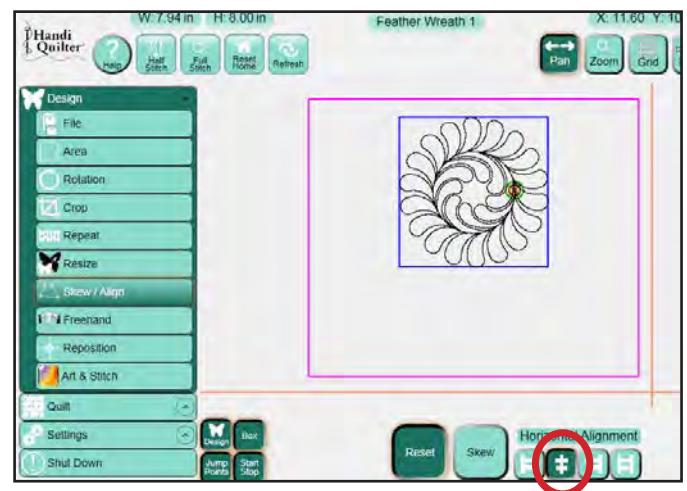 W: 7.94 in H: 8.00 in Feather Wreath 1 X: 11.60 Y: 10
Handi
Quilter
Help
Half
Stitch
Full
Stitch
Reset
Home
Refresh
Pan
Zoom
Grid
Design
File
Area
Rotation
Crop
Repeat
Resize
Skew / Align
Freehand
Reposition
Art & Stitch
Quilt
Settings
Shut Down
Design
Box
Jump
Points
Start
Stop
Reset
Skew
Horizontal Alignment